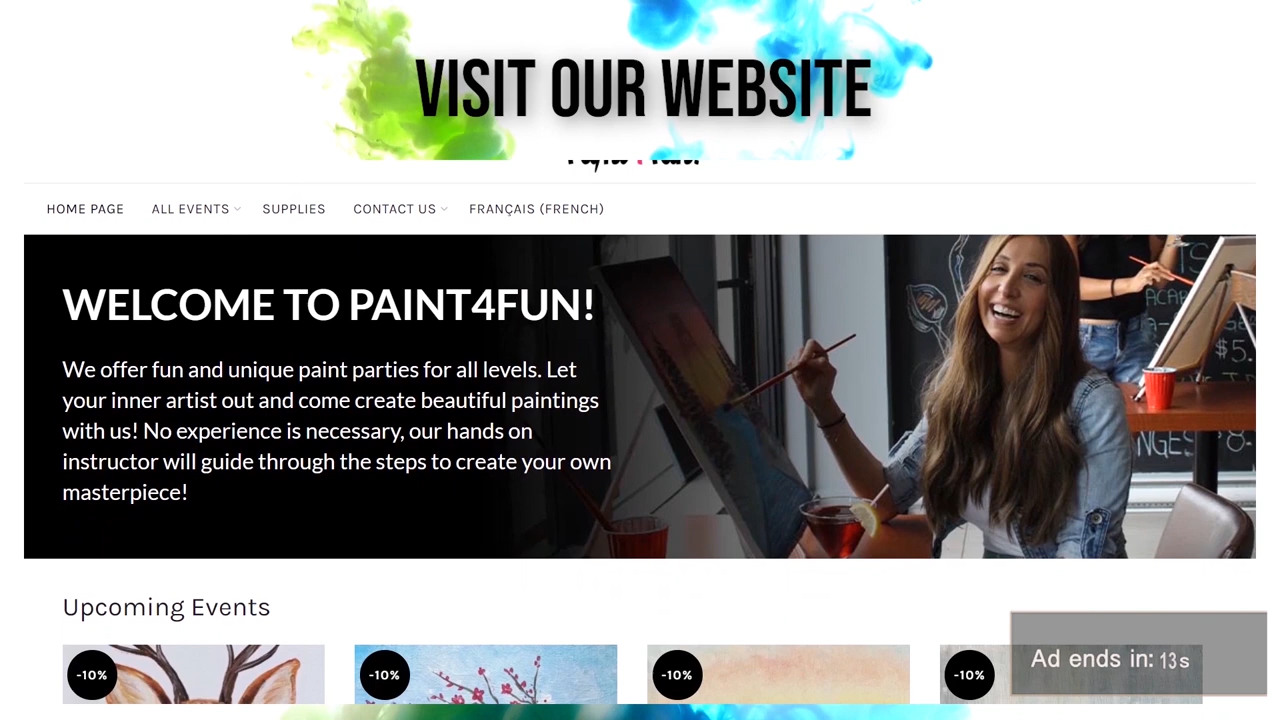 VISIT OUR WEBSITE
HOME PAGE ALL EVENTS SUPPLIES CONTACT US FRANÇAIS (FRENCH)
WELCOME TO PAINT4FUN!
We offer fun and unique paint parties for all levels. Let
your inner artist out and come create beautiful paintings
with us! No experience is necessary, our hands on
instructor will guide through the steps to create your own
masterpiece!
$5.
Upcoming Events
Ad ends in: 13s
-10% -10% -10% -10%